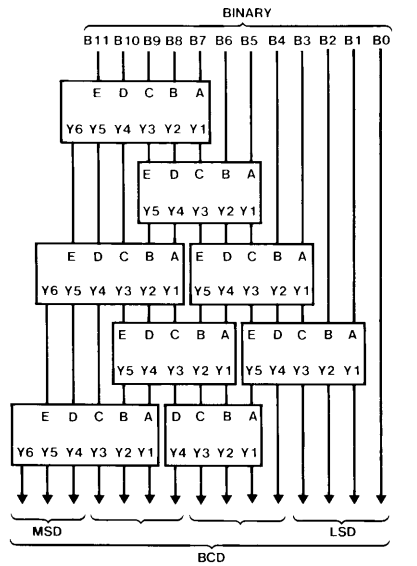 BINARY
B11 B10 B9 B8 B7 B6 B5 B4 B3 B2 B1 B0
E D C B A
Y6 Y5 Y4 Y3 Y2 Y1
E D C B A
Y5 Y4 Y3 Y2 Y1
E D C B A E D C B A
Y6 Y5 Y4 Y3 Y2 Y1 Y5 Y4 Y3 Y2 Y1
E D C B A E D C B A
Y5 Y4 Y3 Y2 Y1 Y5 Y4 Y3 Y2 Y1
E D C B A D C B A
Y6 Y5 Y4 Y3 Y2 Y1 Y4 Y3 Y2 Y1
MSD LSD
BCD